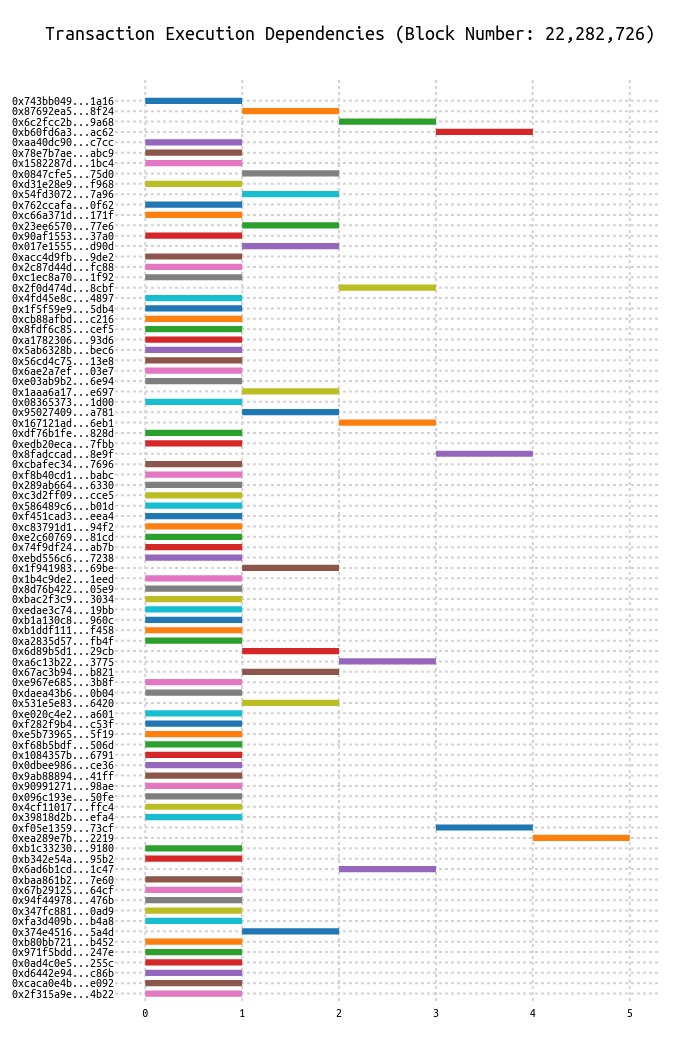 Transaction Execution Dependencies (Block Number: 22,282,726)
0x743bb049...1a16
0x87692ea5...8f24
0x6c2fcc2b...9a68
0xb60fd6a3...ac62
0xaa40dc90...c7cc
0x78e7b7ae...abc9
0x1582287d...1bc4
0x0847cfe5...75d0
0xd31e28e9...f968
0x54fd3072...7a96
0x762ccafa...0f62
0xc66a371d...171f
0x23ee6570...77e6
0x90af1553...37a0
0x017e1555...d90d
0xacc4d9fb...9de2
0x2c87d44d...fc88
0xc1ec8a70...1f92
0x2f0d474d...8cbf
0x4fd45e8c...4897
0x1f5f59e9...5db4
0xcb88afbd...c216
0x8fdf6c85...cef5
0xa1782306...93d6
0x5ab6328b...bec6
0x56cd4c75...13e8
0x6ae2a7ef...03e7
0xe03ab9b2...6e94
0x1aaa6a17...e697
0x08365373...1d00
0x95027409...a781
0x167121ad...6eb1
0xdf76b1fe...828d
0xedb20eca...7fbb
0x8fadccad...8e9f
0xcbafec34...7696
0xf8b40cd1...babc
0x289ab664...6330
0xc3d2ff09...cce5
0x586489c6...b01d
0xf451cad3...eea4
0xc83791d1...94f2
0xe2c60769...81cd
0x74f9df24...ab7b
0xebd556c6...7238
0x1f941983...69be
0x1b4c9de2...1eed
0x8d76b422...05e9
0xbac2f3c9...3034
0xedae3c74...19bb
0xb1a130c8...960c
0xb1ddf111...f458
0xa2835d57...fb4f
0x6d89b5d1...29cb
0xa6c13b22...3775
0x67ac3b94...b821
0xe967e685...3b8f
0xdaea43b6...0b04
0x531e5e83...6420
0xe020c4e2...a601
0xf282f9b4...c53f
0xe5b73965...5f19
0xf68b5bdf...506d
0x1084357b...6791
0x0dbee986...ce36
0x9ab88894...41ff
0x90991271...98ae
0x096c193e...50fe
0x4cf11017...ffc4
0x39818d2b...efa4
0xf05e1359...73cf
0xea289e7b...2219
0xb1c33230...9180
0xb342e54a...95b2
0x6ad6b1cd...1c47
0xbaa861b2...7e60
0x67b29125...64cf
0x94f44978...476b
0x347fc881...0ad9
0xfa3d409b...b4a8
0x374e4516...5a4d
0xb80bb721...b452
0x971f5bdd...247e
0x0ad4c0e5...255c
0xd6442e94...c86b
0xcaca0e4b...e092
0x2f315a9e...4b22
0 1 2 3 4 5